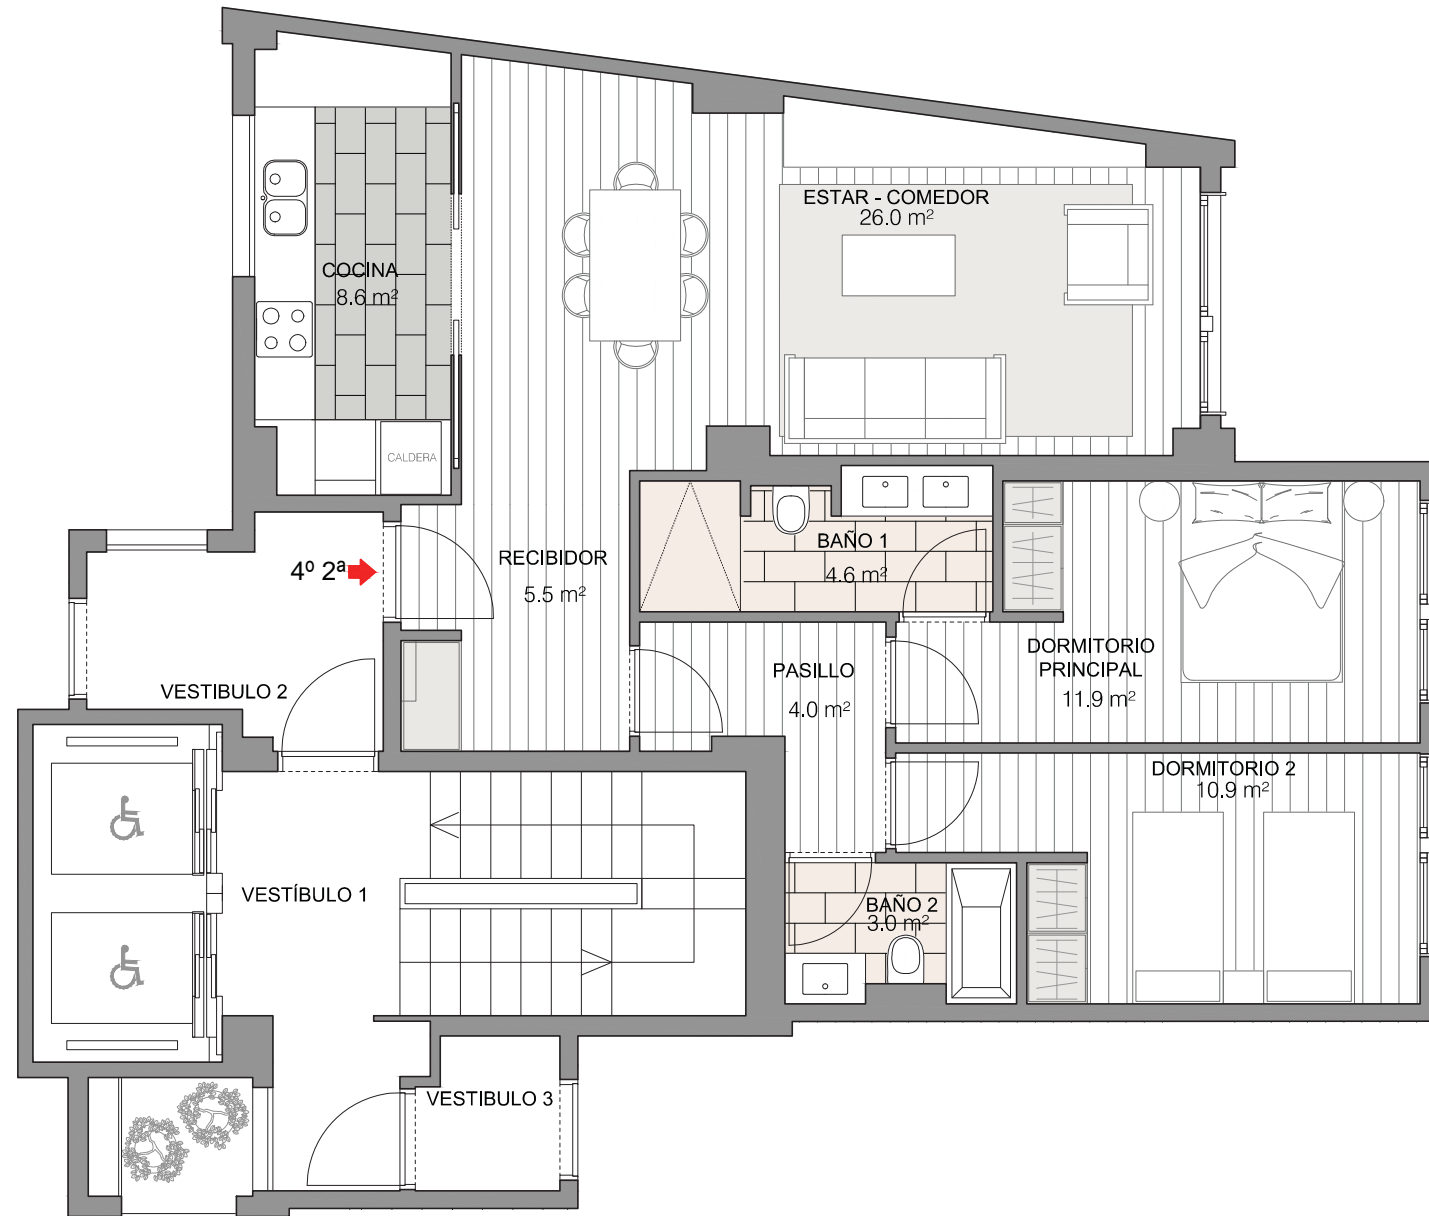 ESTAR - COMEDOR
26.0 m²
COCINA
8.6 m²
CALDERA
4º 2ª
RECIBIDOR
5.5 m²
BAÑO 1
4.6 m²
DORMITORIO
PRINCIPAL
11.9 m²
PASILLO
4.0 m²
VESTIBULO 2
DORMITORIO 2
10.9 m²
VESTÍBULO 1
BAÑO 2
3.0 m²
VESTIBULO 3